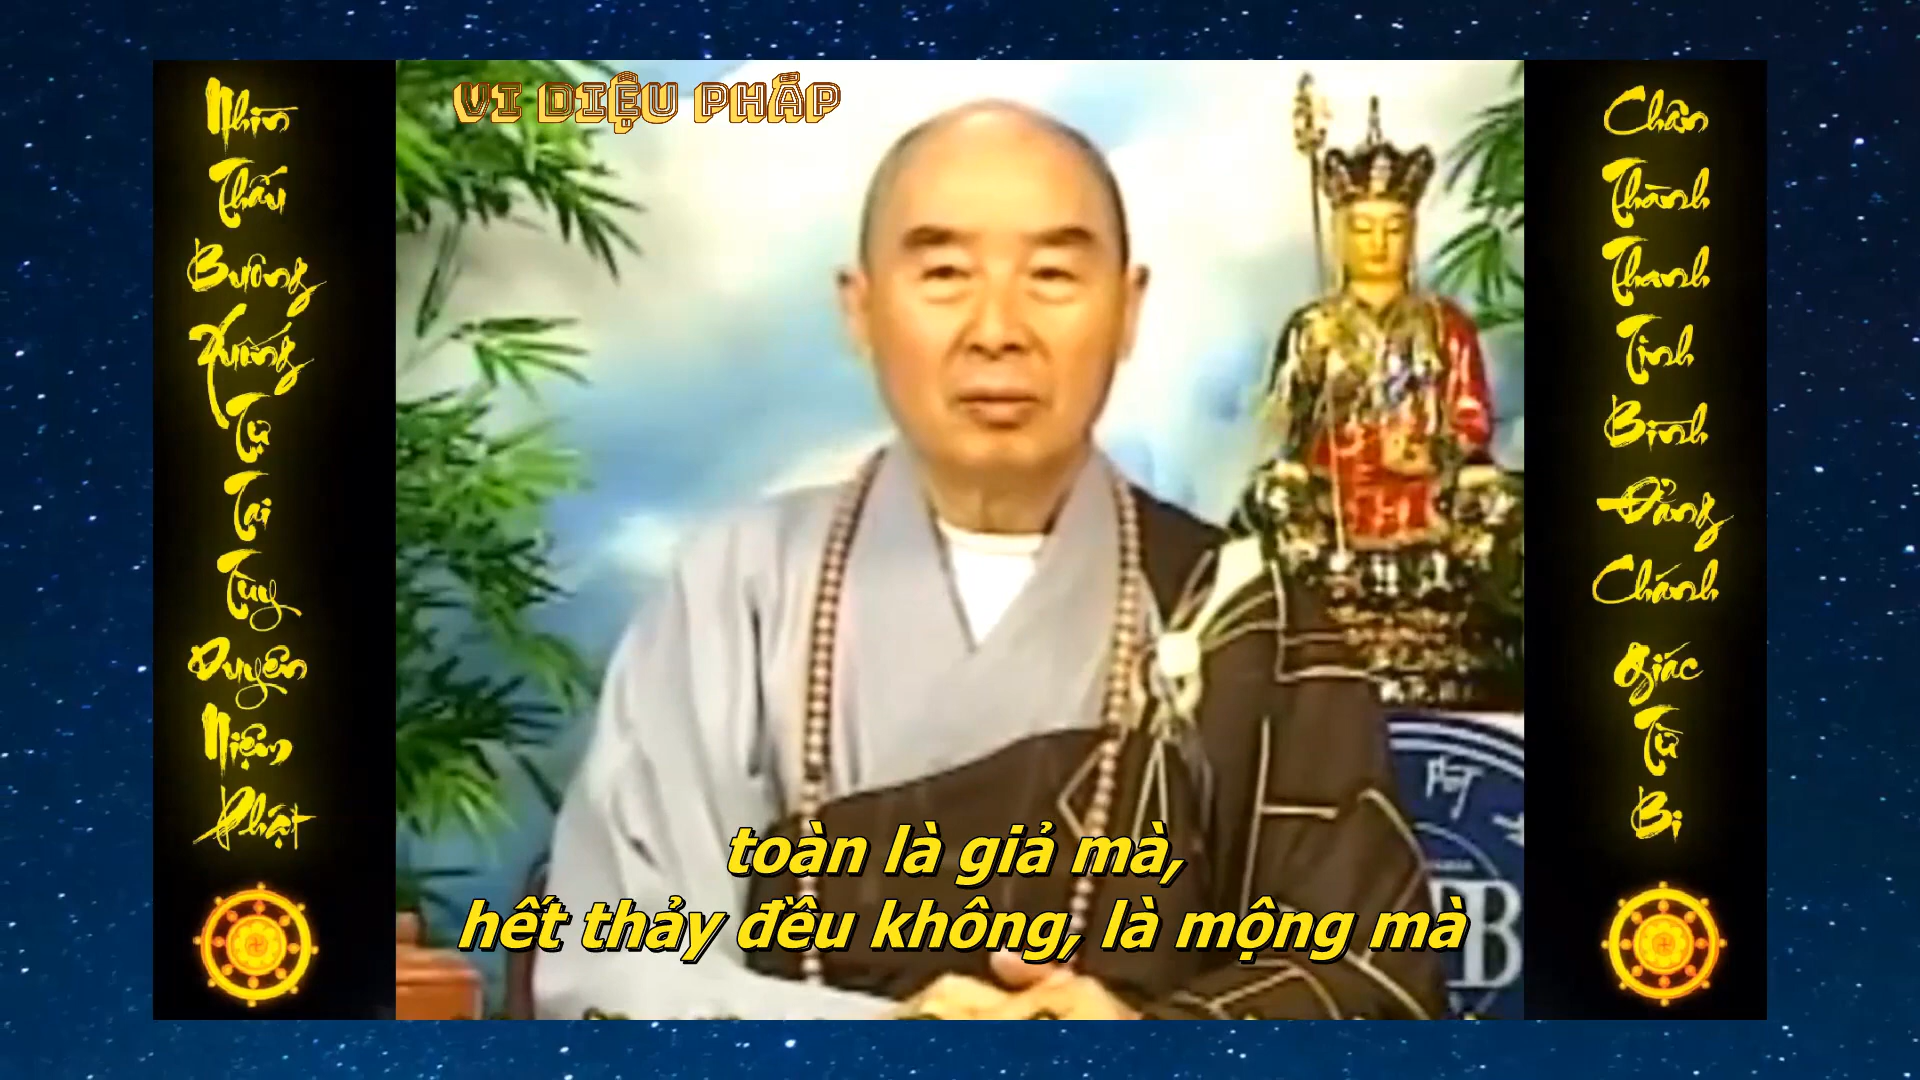 VI DIỆU PHÁP
Nhìn
Thấu
Buông
Xuống
Tự
Tại
Tùy
Duyên
Niệm
Phật
Chân
Thành
Thanh
Tịnh
Bình
Đẳng
Chánh
Giác
Từ
Bi
toàn là giả mà,
hết thảy đều không, là mộng mà